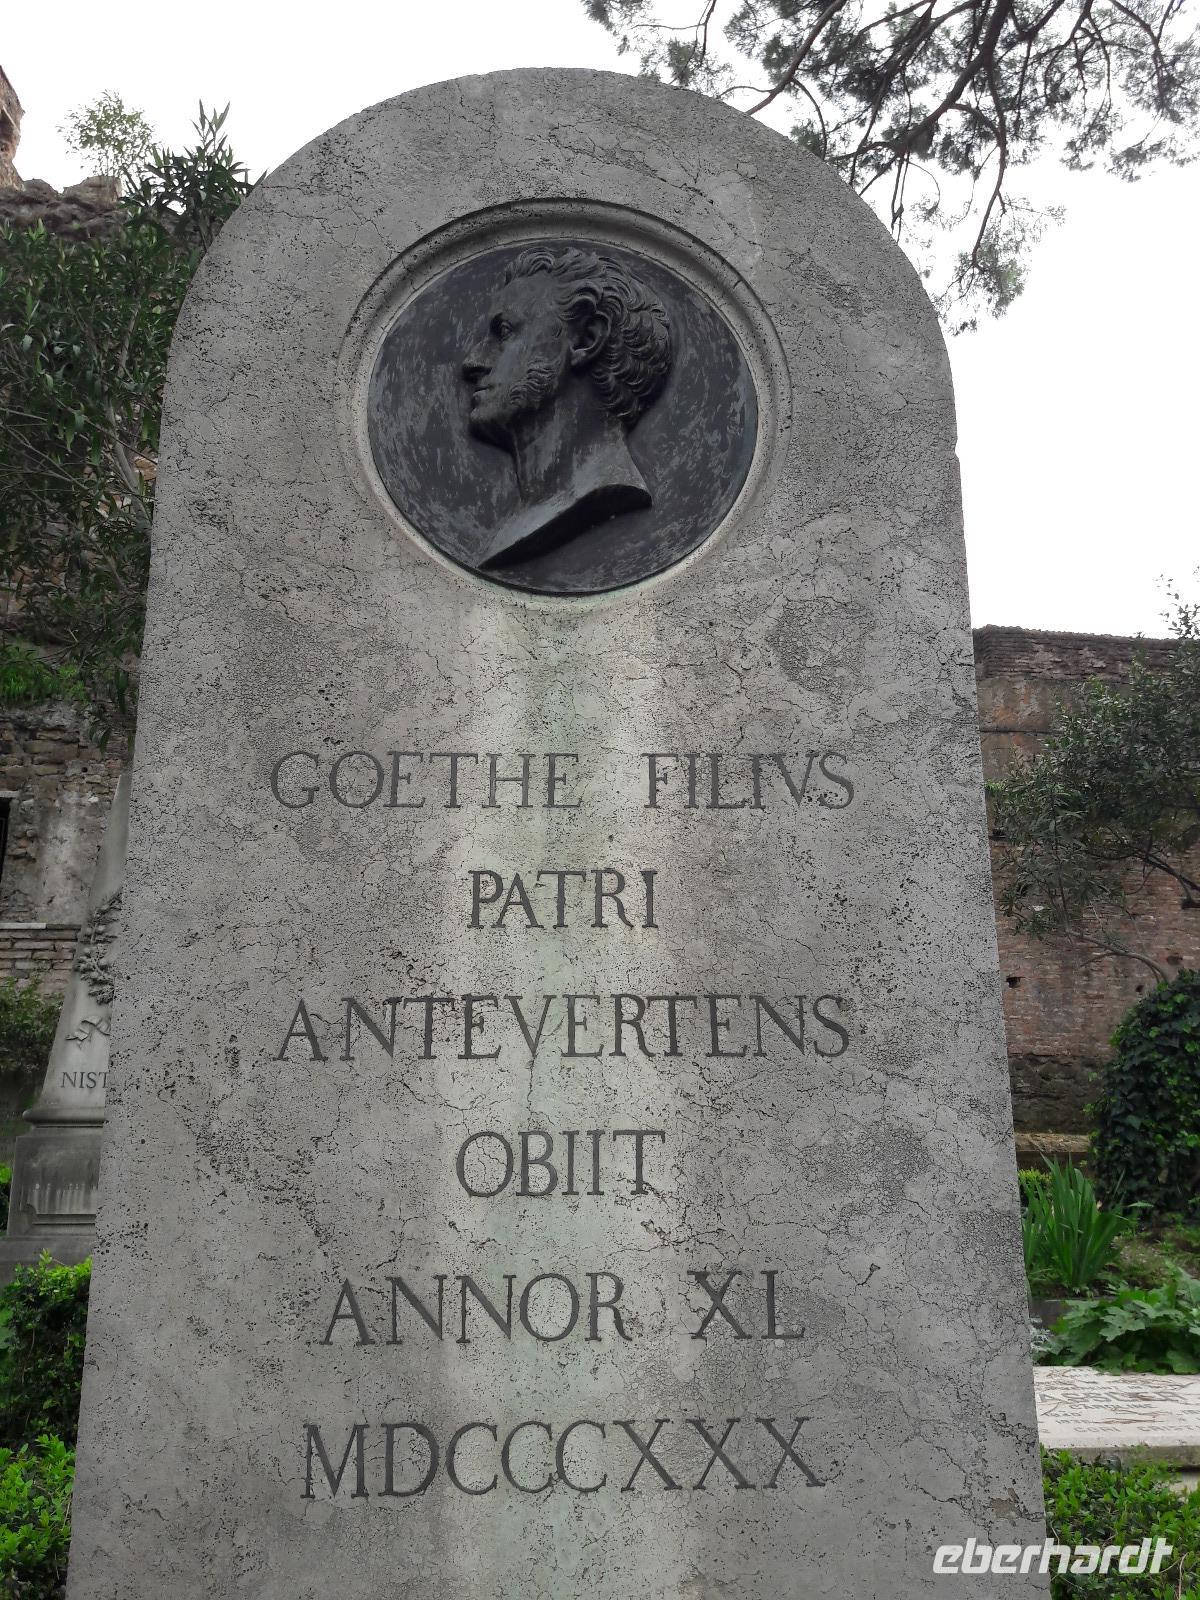 GOETHE FILIVS
PATRI
ANTEVERTENS
OBIIT
ANNOR XL
MDCCCXXX
NIST
eberhardt